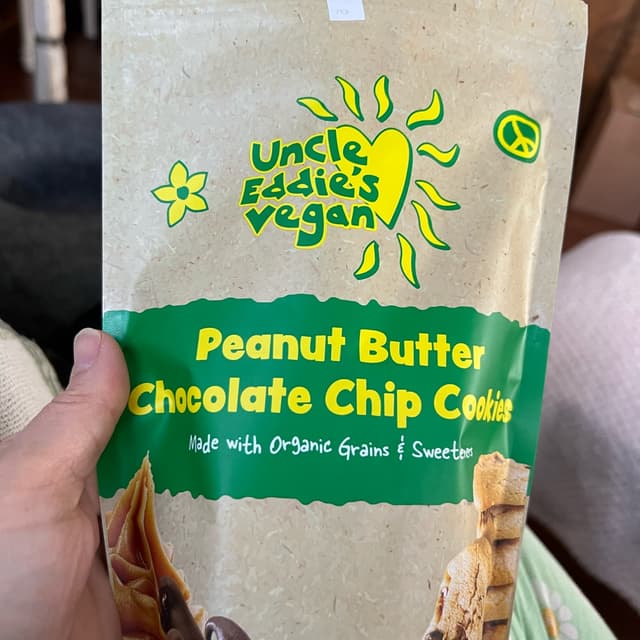 Uncle
Eddie's
vegan
Peanut Butter
Chocolate Chip Cookies
Made with Organic Grains & Sweeteners